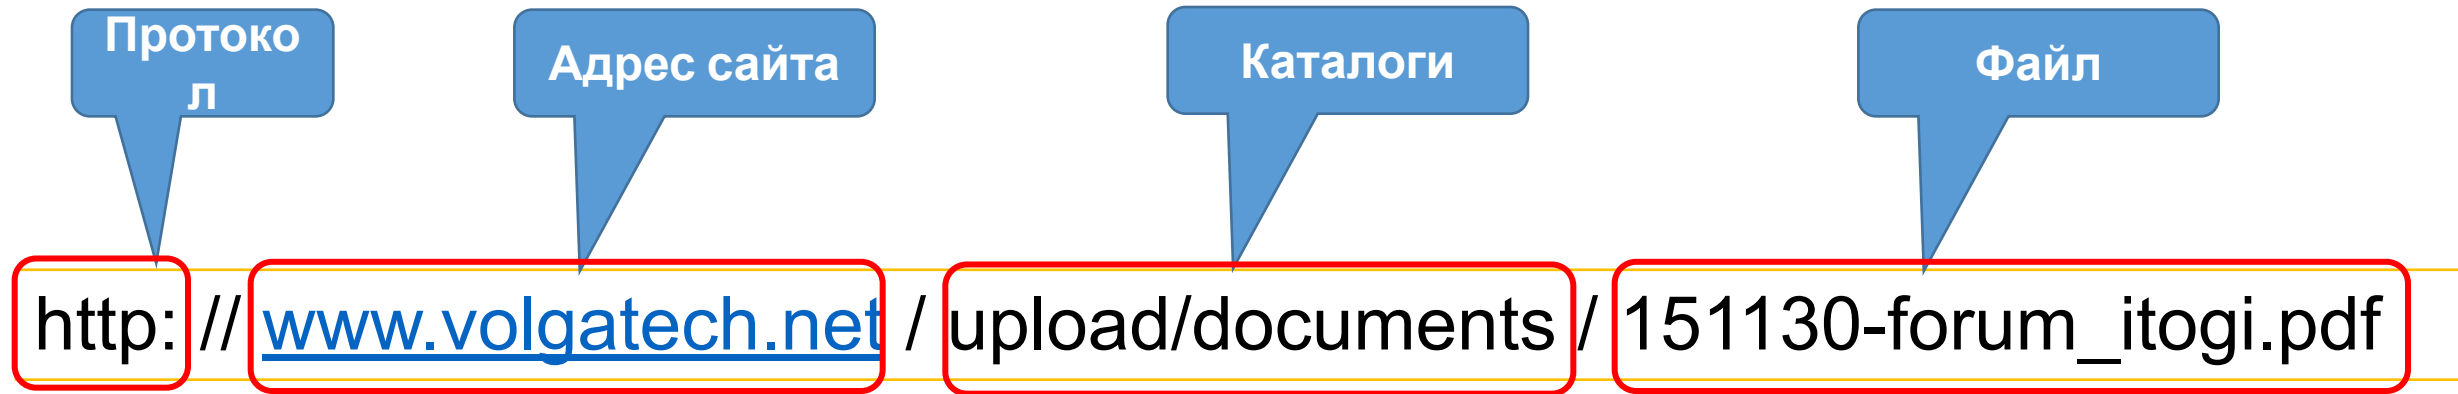 Протоко
л
Адрес сайта
Каталоги
Файл
http: // www.volgatech.net / upload/documents / 151130-forum_itogi.pdf